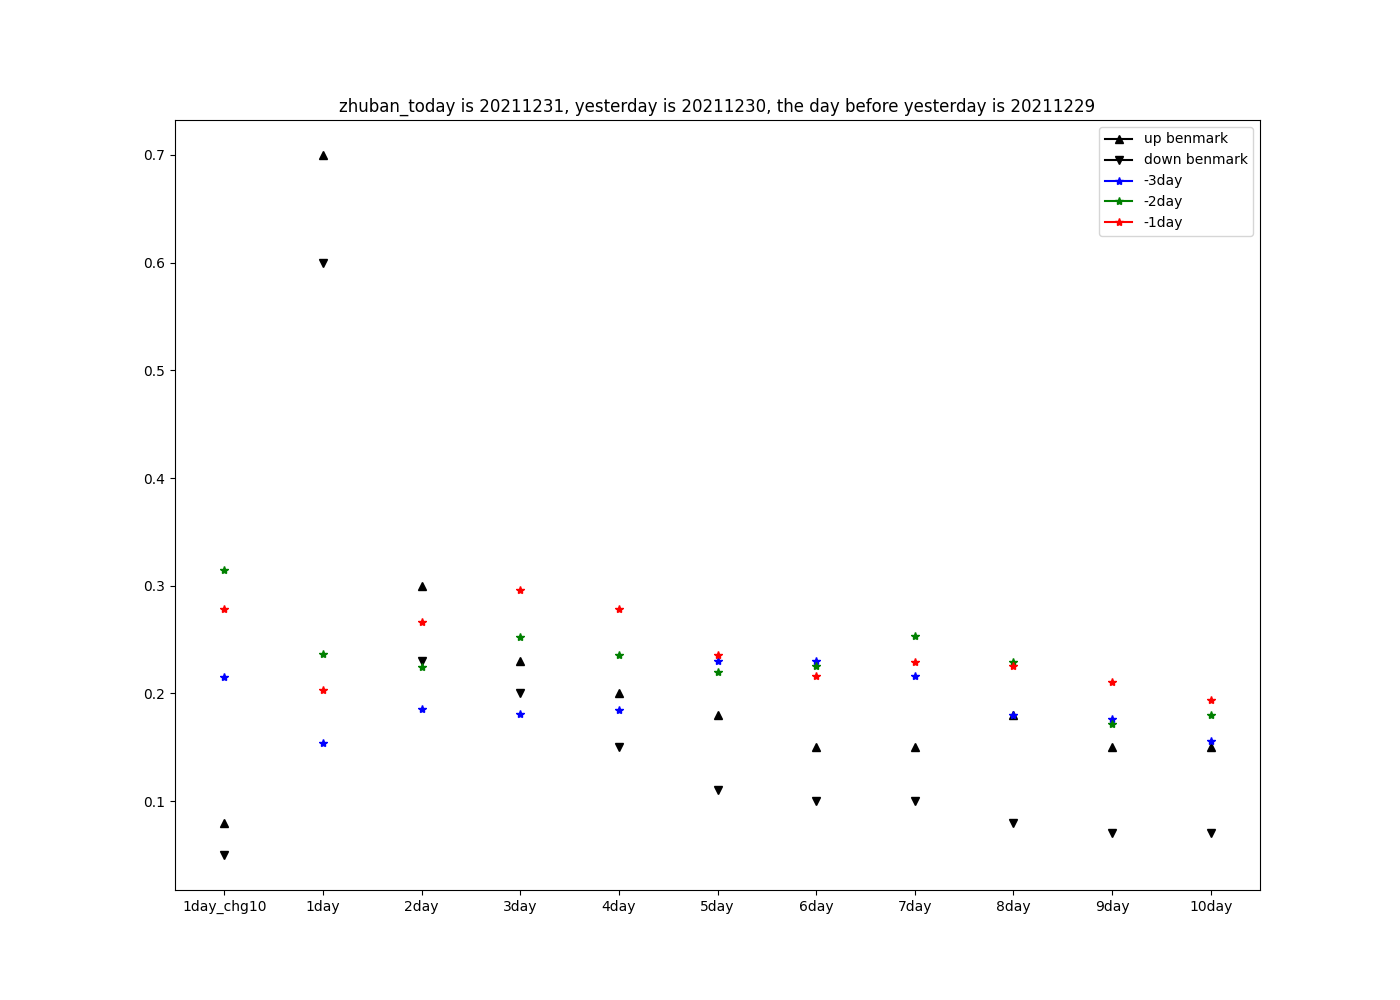 zhuban_today is 20211231, yesterday is 20211230, the day before yesterday is 20211229
up benmark
down benmark
-3day
-2day
-1day
0.7
0.6
0.5
0.4
0.3
0.2
0.1
1day_chg10 1day 2day 3day 4day 5day 6day 7day 8day 9day 10day